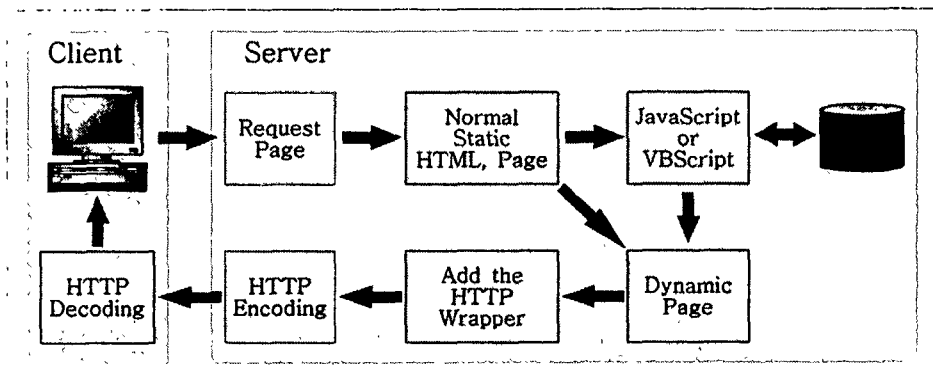 Client
Server
Request
Page
Normal
Static
HTML, Page
JavaScript
or
VBScript
HTTP
Decoding
HTTP
Encoding
Add the
HTTP
Wrapper
Dynamic
Page